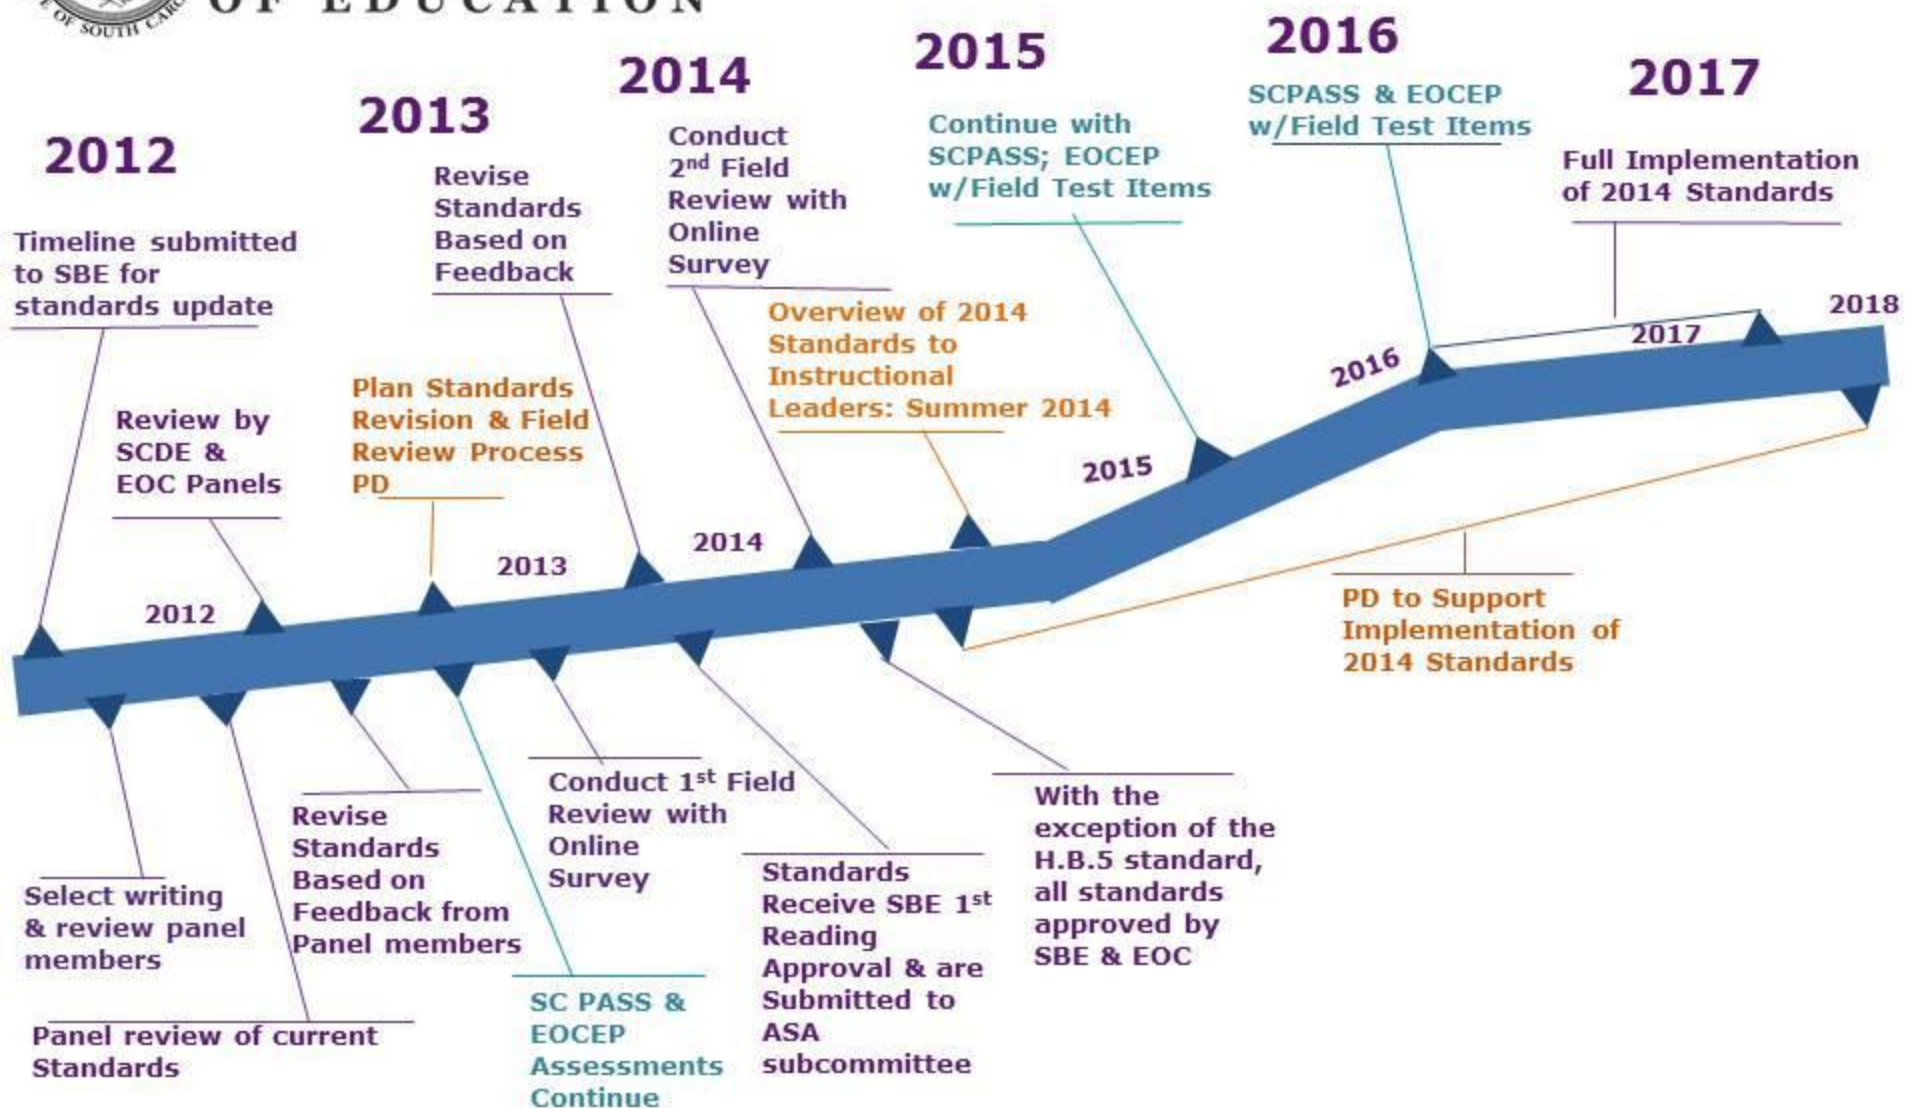 OF EDUCATION
OF SOUTH CARO
2012
2013
2014
2015
2016
2017
Timeline submitted
to SBE for
standards update
Review by
SCDE &
EOC Panels
Plan Standards
Revision & Field
Review Process
PD
Revise
Standards
Based on
Feedback
Conduct
2nd Field
Review with
Online
Survey
Overview of 2014
Standards to
Instructional
Leaders: Summer 2014
Continue with
SCPASS; EOCEP
w/Field Test Items
SCPASS & EOCEP
w/Field Test Items
Full Implementation
of 2014 Standards
2012
2013
2014
2015
2016
2017
2018
Select writing
& review panel
members
Panel review of current
Standards
Revise
Standards
Based on
Feedback from
Panel members
SC PASS &
EOCEP
Assessments
Continue
Conduct 1st Field
Review with
Online
Survey
Standards
Receive SBE 1st
Reading
Approval & are
Submitted to
ASA
subcommittee
With the
exception of the
H.B.5 standard,
all standards
approved by
SBE & EOC
PD to Support
Implementation of
2014 Standards